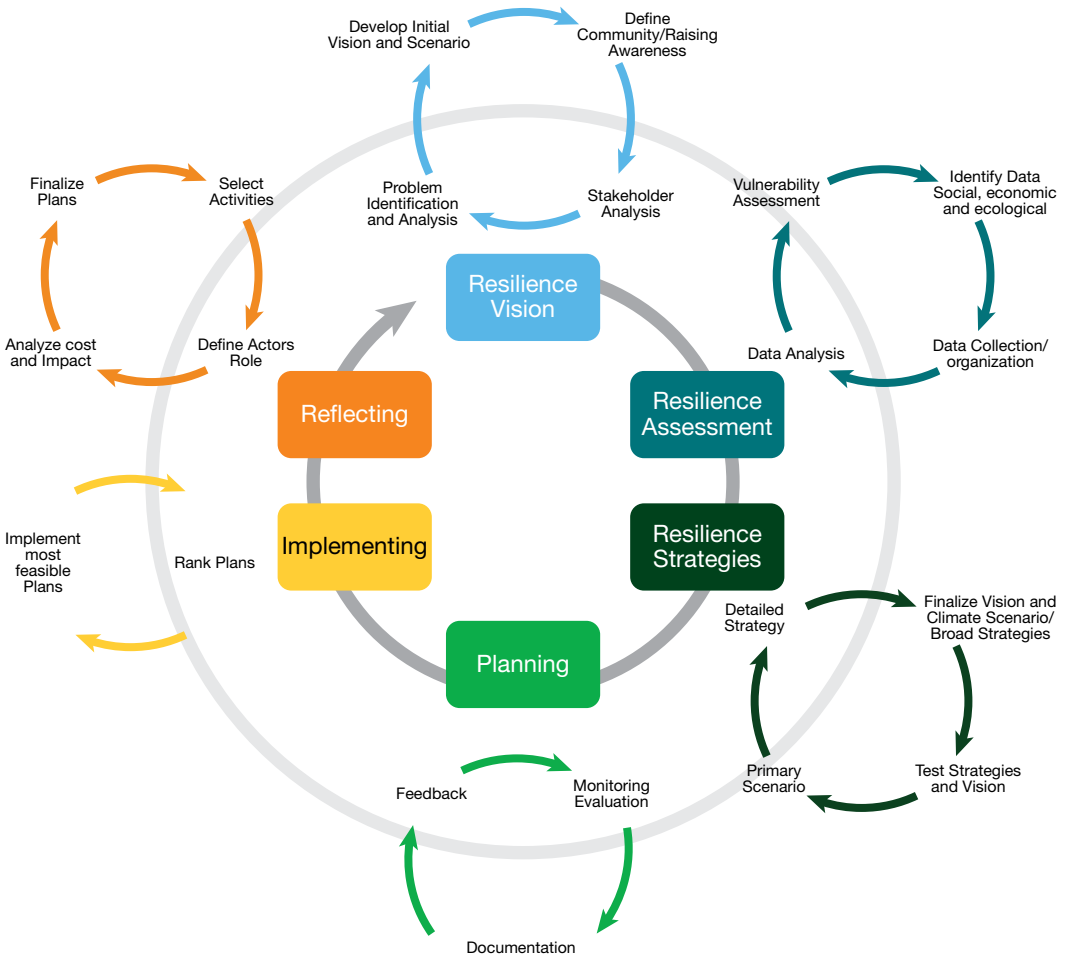 Develop Initial
Vision and Scenario
Define
Community/Raising
Awareness
Stakeholder
Analysis
Problem
Identification
and Analysis
Finalize
Plans
Select
Activities
Define Actors
Role
Analyze cost
and Impact
Vulnerability
Assessment
Identify Data
Social, economic
and ecological
Data Collection/
organization
Data Analysis
Resilience
Vision
Resilience
Assessment
Resilience
Strategies
Planning
Implementing
Reflecting
Implement
most
feasible
Plans
Rank Plans
Detailed
Strategy
Finalize Vision and
Climate Scenario/
Broad Strategies
Test Strategies
and Vision
Primary
Scenario
Feedback
Monitoring
Evaluation
Documentation